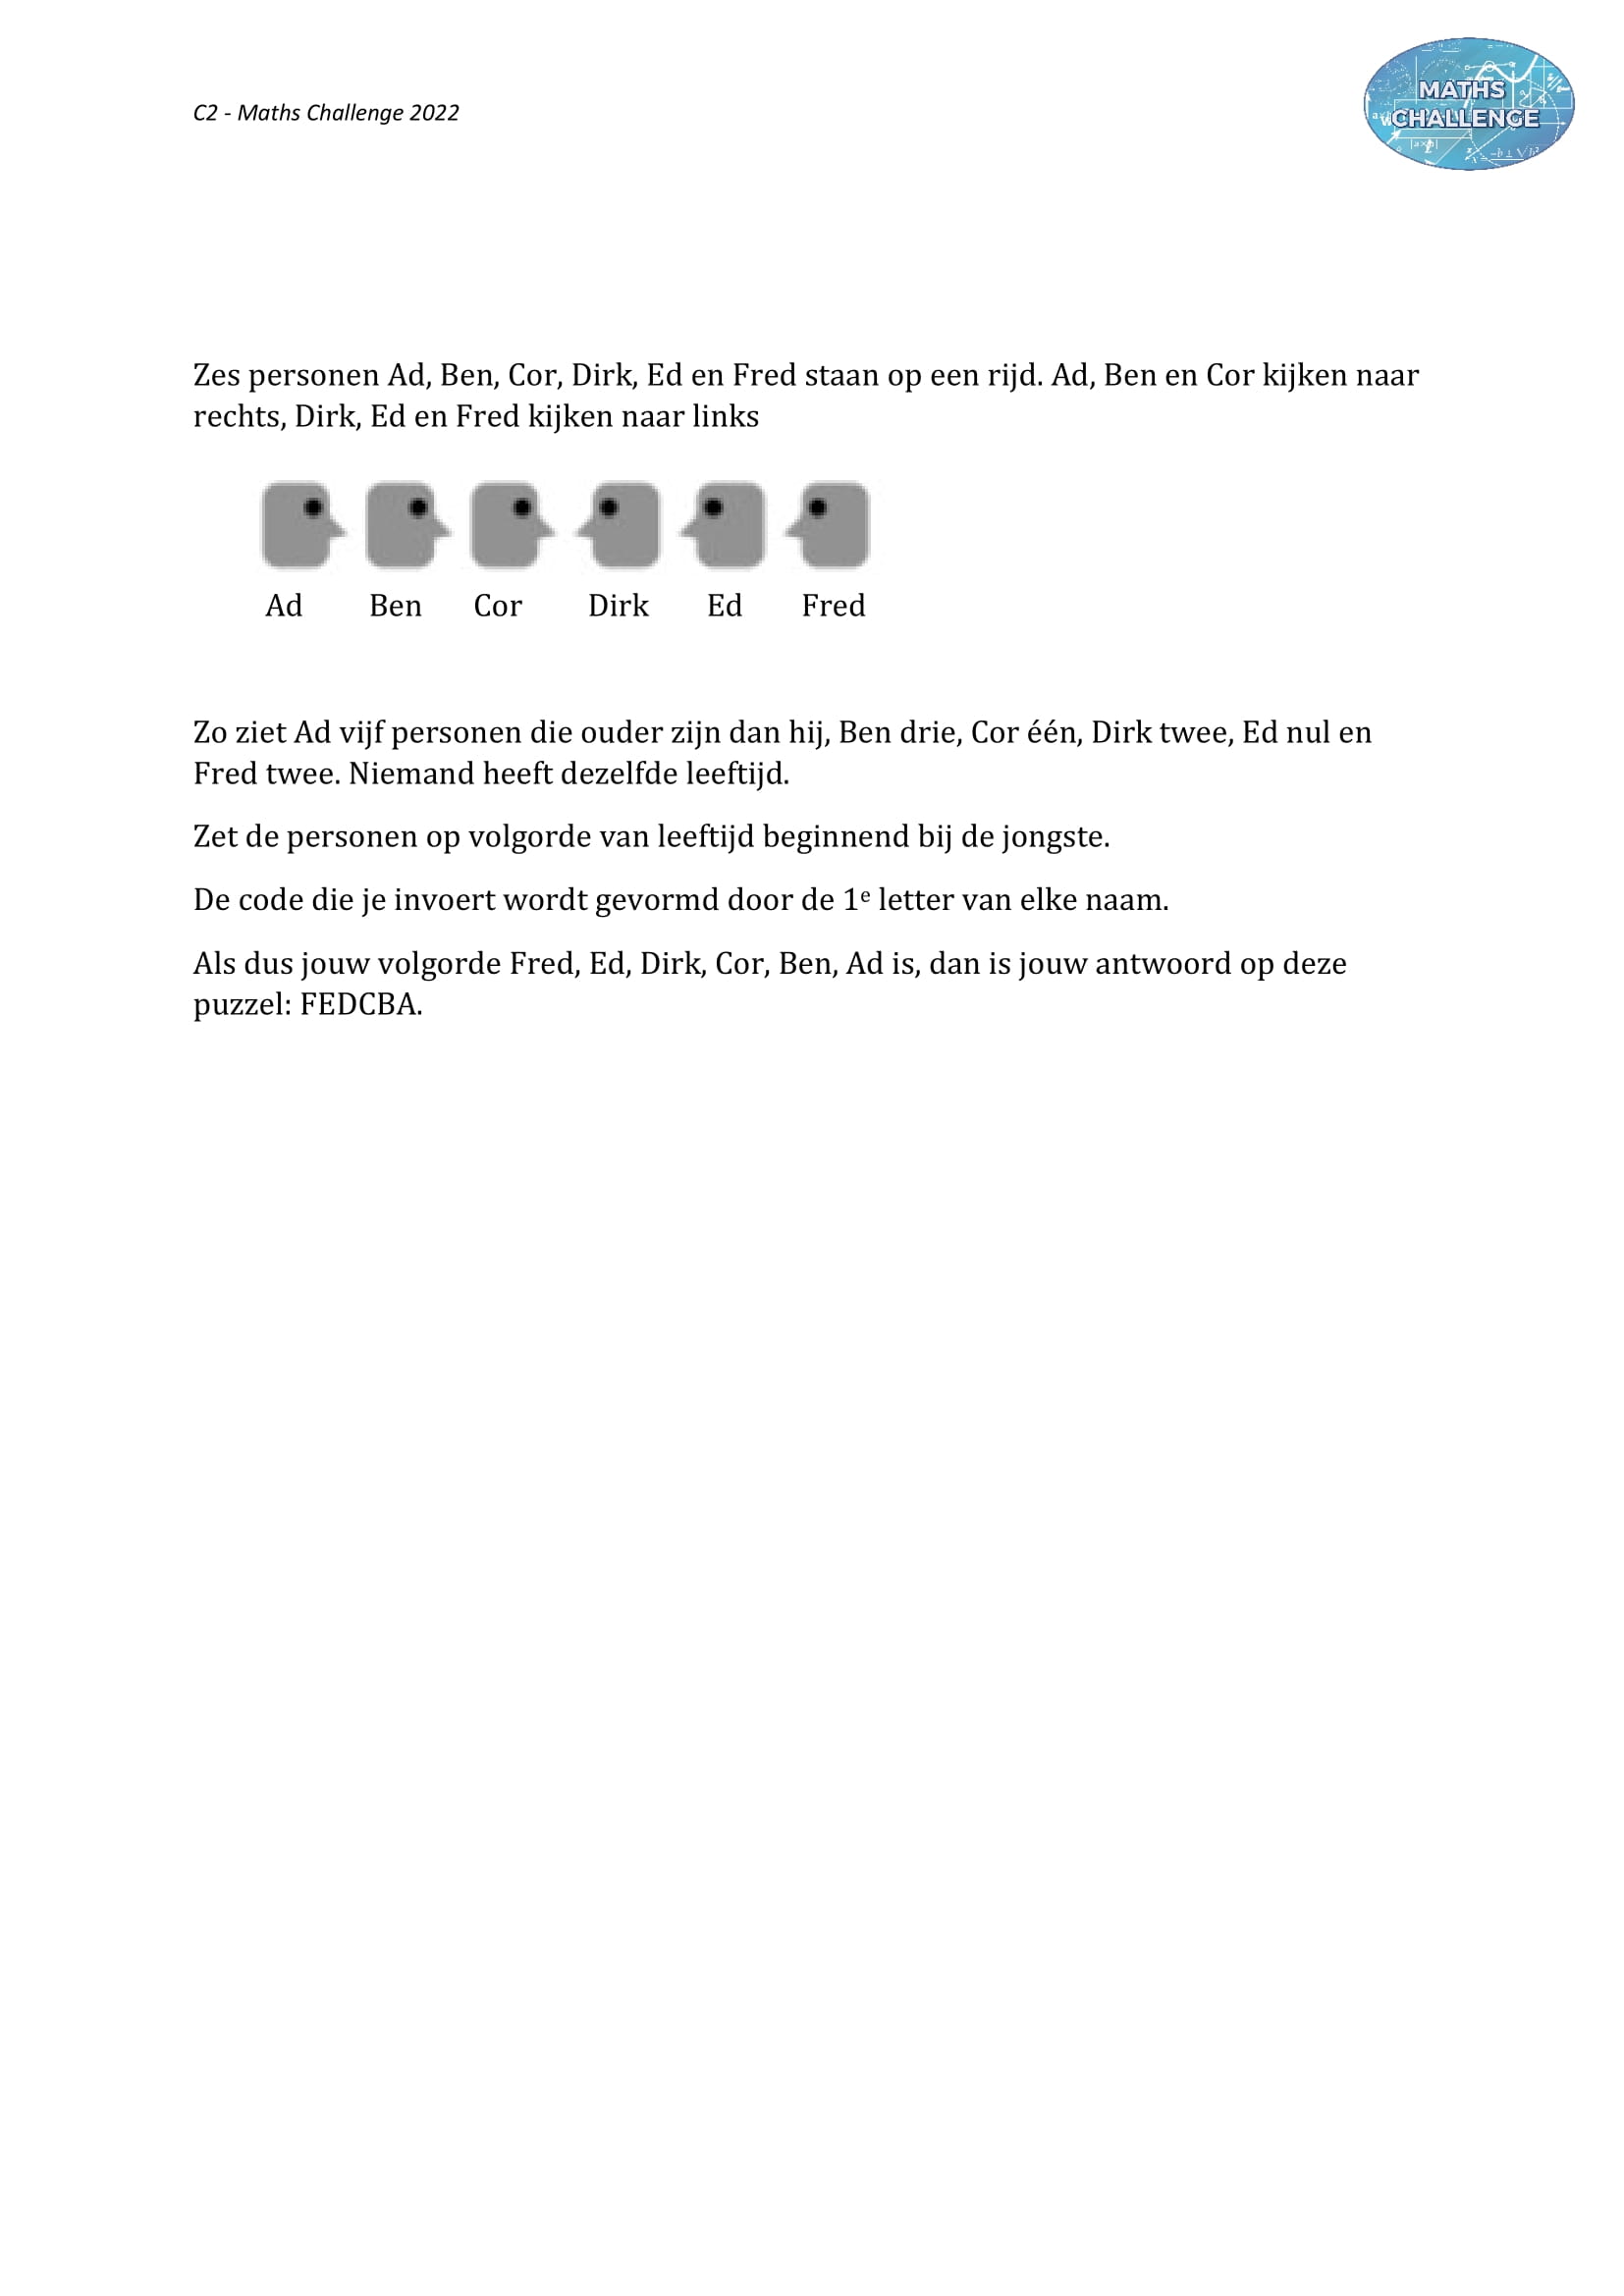 C2 - Maths Challenge 2022
MATHS
CHALLENGE
Zes personen Ad, Ben, Cor, Dirk, Ed en Fred staan op een rijd. Ad, Ben en Cor kijken naar
rechts, Dirk, Ed en Fred kijken naar links
Ad Ben Cor Dirk Ed Fred
Zo ziet Ad vijf personen die ouder zijn dan hij, Ben drie, Cor één, Dirk twee, Ed nul en
Fred twee. Niemand heeft dezelfde leeftijd.
Zet de personen op volgorde van leeftijd beginnend bij de jongste.
De code die je invoert wordt gevormd door de 1e letter van elke naam.
Als dus jouw volgorde Fred, Ed, Dirk, Cor, Ben, Ad is, dan is jouw antwoord op deze
puzzel: FEDCBA.